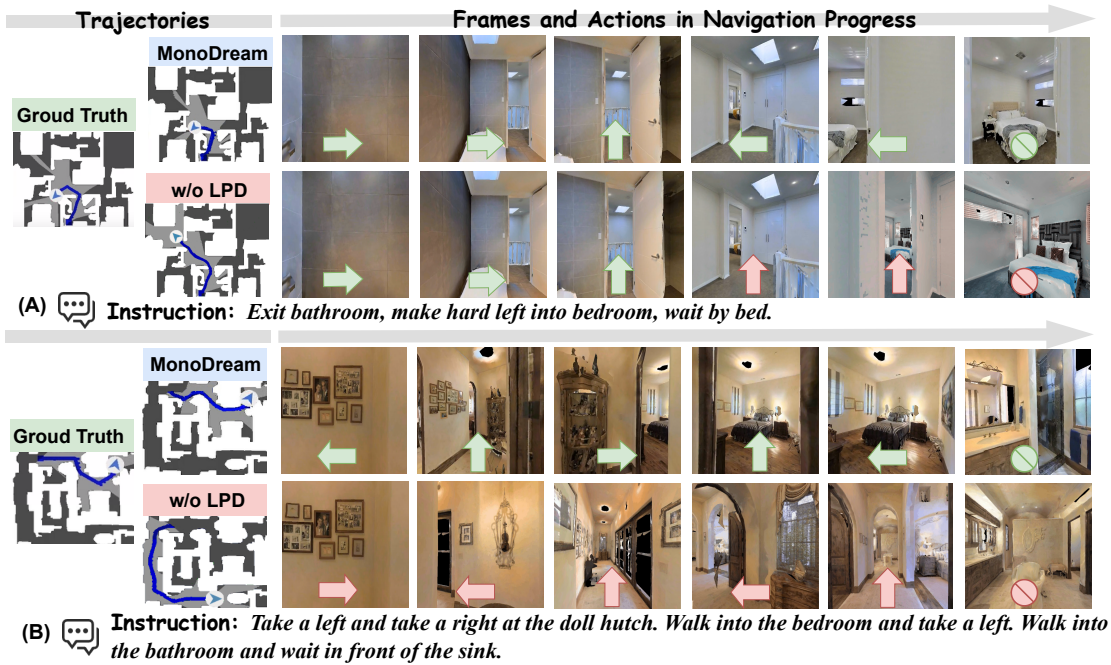 Trajectories
Frames and Actions in Navigation Progress
MonoDream
Groud Truth
w/o LPD
(A)
Instruction: Exit bathroom, make hard left into bedroom, wait by bed.
MonoDream
Groud Truth
w/o LPD
(B)
Instruction: Take a left and take a right at the doll hutch. Walk into the bedroom and take a left. Walk into
the bathroom and wait in front of the sink.